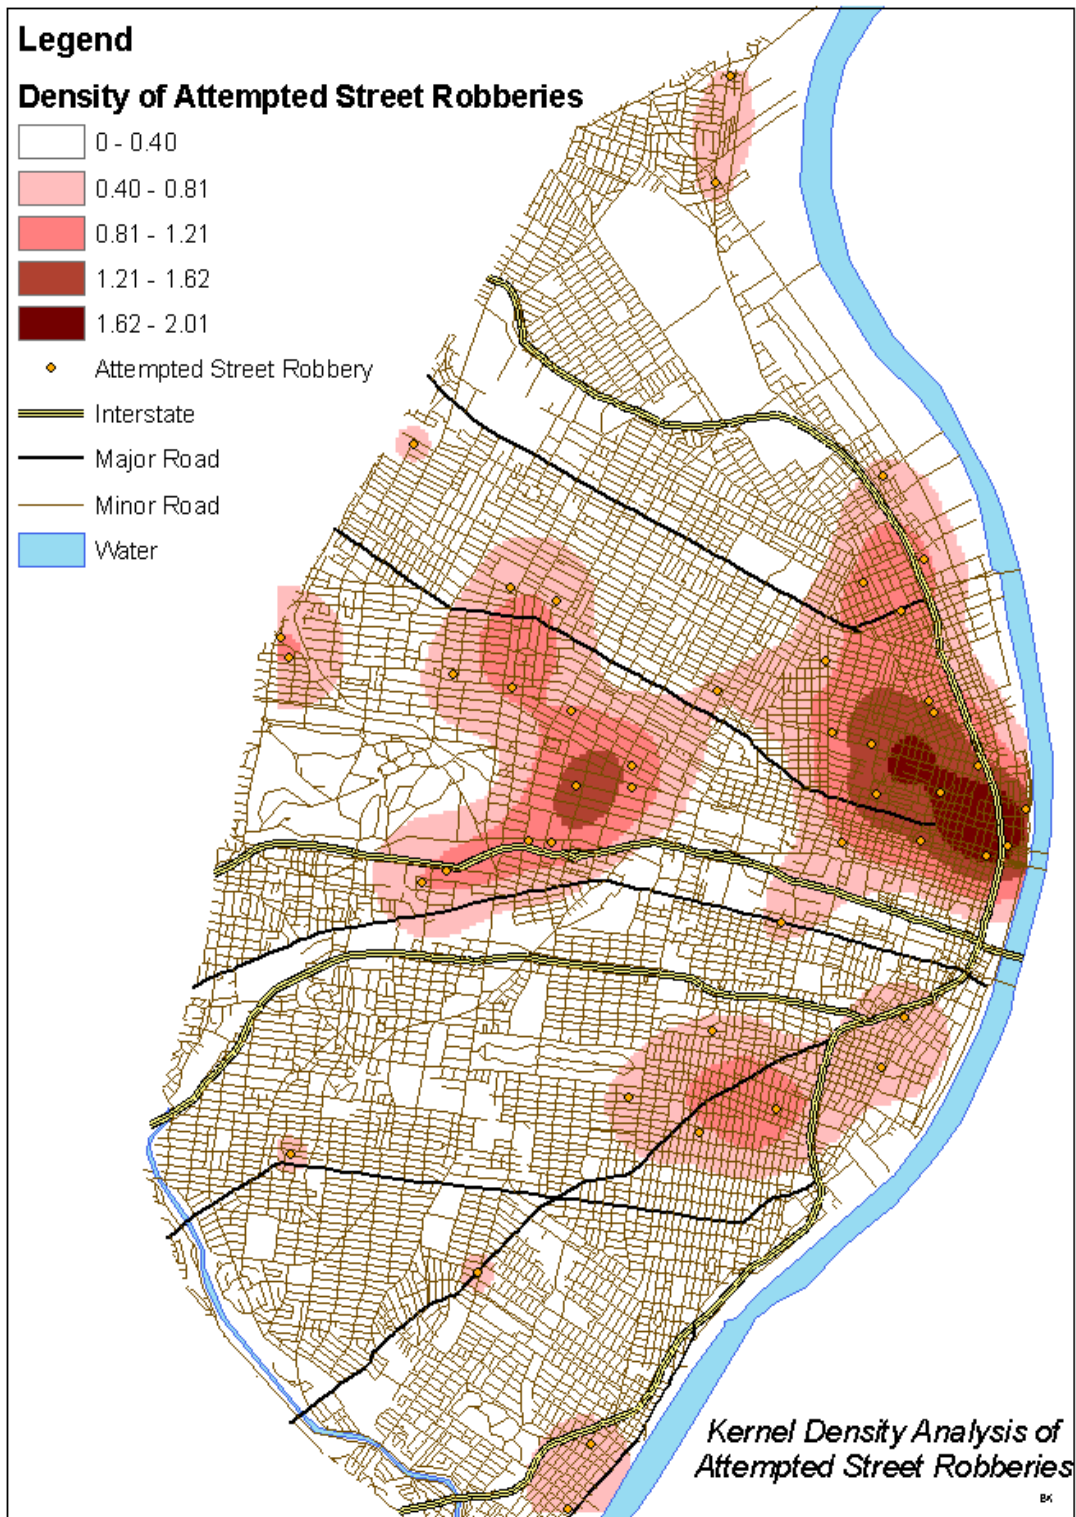 Legend
Density of Attempted Street Robberies
0 - 0.40
0.40 - 0.81
0.81 - 1.21
1.21 - 1.62
1.62 - 2.01
Attempted Street Robbery
Interstate
Major Road
Minor Road
Water
Kernel Density Analysis of
Attempted Street Robberies
BK